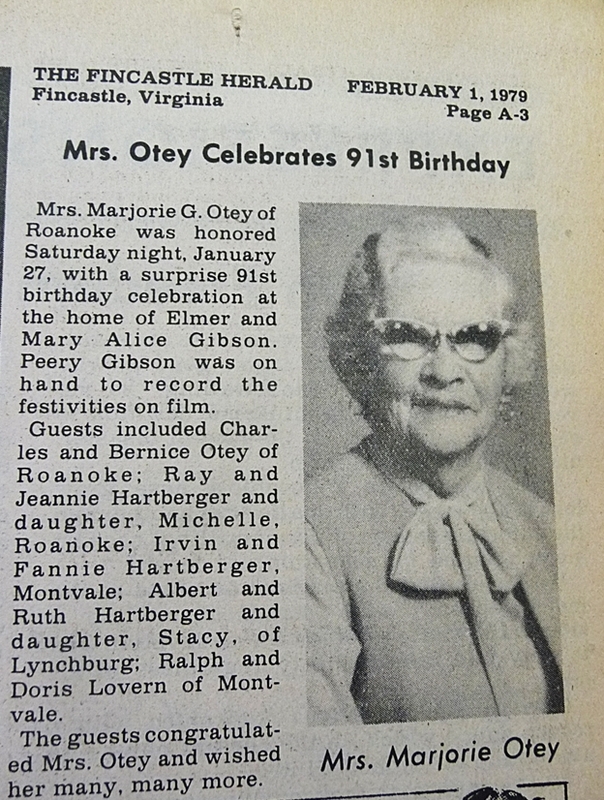 THE FINCASTLE HERALD FEBRUARY 1, 1979
Fincastle, Virginia Page A-3
Mrs. Otey Celebrates 91st Birthday
Mrs. Marjorie G. Otey of
Roanoke was honored
Saturday night, January
27, with a surprise 91st
birthday celebration at
the home of Elmer and
Mary Alice Gibson.
Peery Gibson was on
hand to record the
festivities on film.
Guests included Char-
les and Bernice Otey of
Roanoke; Ray and
Jeannie Hartberger and
daughter, Michelle,
Roanoke; Irvin and
Fannie Hartberger,
Montvale; Albert and
Ruth Hartberger and
daughter, Stacy, of
Lynchburg; Ralph and
Doris Lovern of Mont-
vale.
The guests congratulat-
ed Mrs. Otey and wished
her many, many more.
Mrs. Marjorie Otey